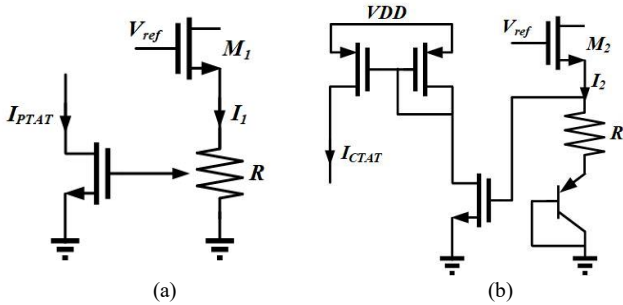 V_ref
M_1
I_PTAT
I_1
R
(a)
VDD
V_ref
M_2
I_2
I_CTAT
R
(b)